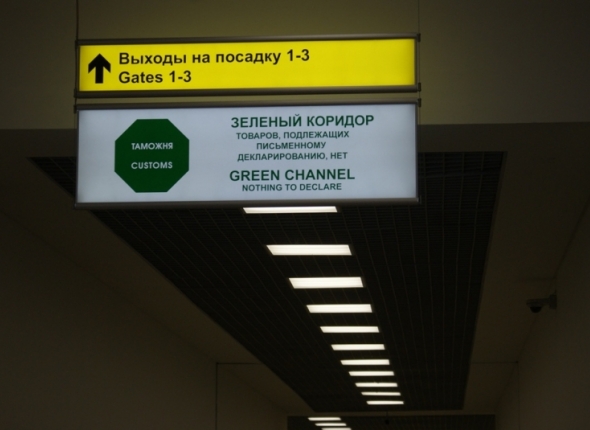 Выходы на посадку 1-3
Gates 1-3
ТАМОЖНЯ
CUSTOMS
ЗЕЛЕНЫЙ КОРИДОР
ТОВАРОВ, ПОДЛЕЖАЩИХ
ПИСЬМЕННОМУ
ДЕКЛАРИРОВАНИЮ, НЕТ
GREEN CHANNEL
NOTHING TO DECLARE